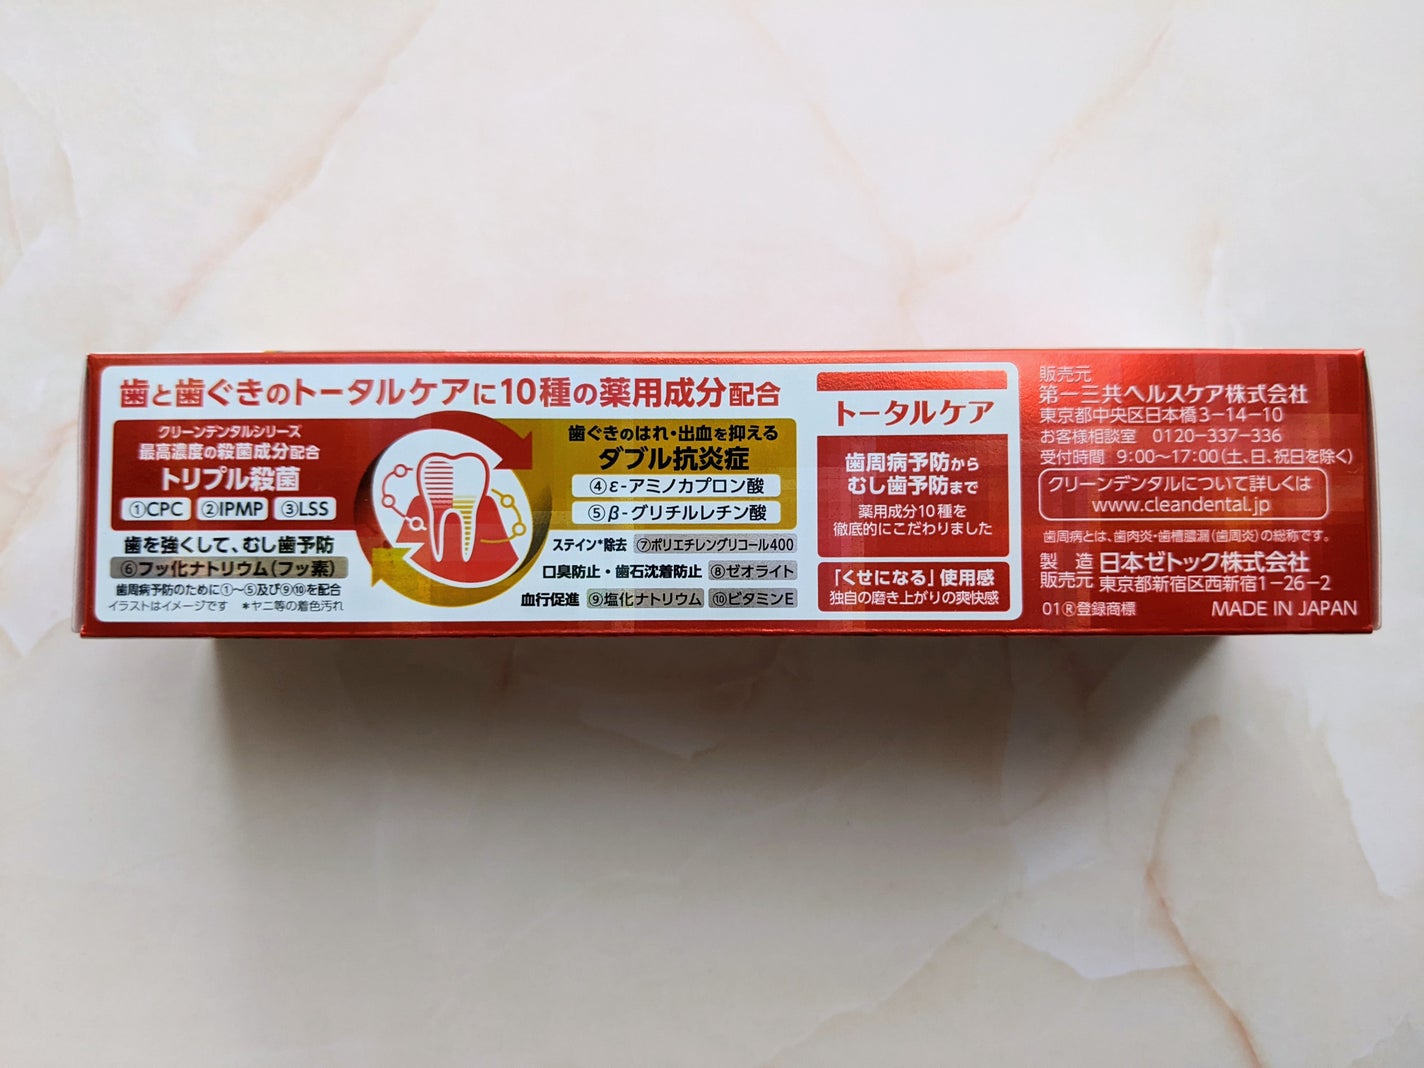 歯と歯ぐきのトータルケアに10種の薬用成分配合
クリーンデンタルシリーズ
最高濃度の殺菌成分配合
トリプル殺菌
①CPC ②IPMP ③LSS
歯を強くして、むし歯予防
⑥フッ化ナトリウム(フッ素)
歯周病予防のために①～⑤及び⑨⑩を配合
イラストはイメージです ＊ヤニ等の着色汚れ
歯ぐきのはれ・出血を抑える
ダブル抗炎症
④ε-アミノカプロン酸
⑤β-グリチルレチン酸
ステイン*除去 ⑦ポリエチレングリコール400
口臭防止・歯石沈着防止 ⑧ゼオライト
血行促進 ⑨塩化ナトリウム ⑩ビタミンE
トータルケア
歯周病予防から
むし歯予防まで
薬用成分10種を
徹底的にこだわりました
「くせになる」使用感
独自の磨き上がりの爽快感
販売元
第一三共ヘルスケア株式会社
東京都中央区日本橋3-14-10
お客様相談室 0120-337-336
受付時間 9:00～17:00(土、日、祝日を除く)
クリーンデンタルについて詳しくは
www.cleandental.jp
歯周病とは、歯肉炎・歯槽膿漏(歯周炎)の総称です。
製造
販売元 日本ゼトック株式会社
東京都新宿区西新宿1-26-2
01®登録商標 MADE IN JAPAN